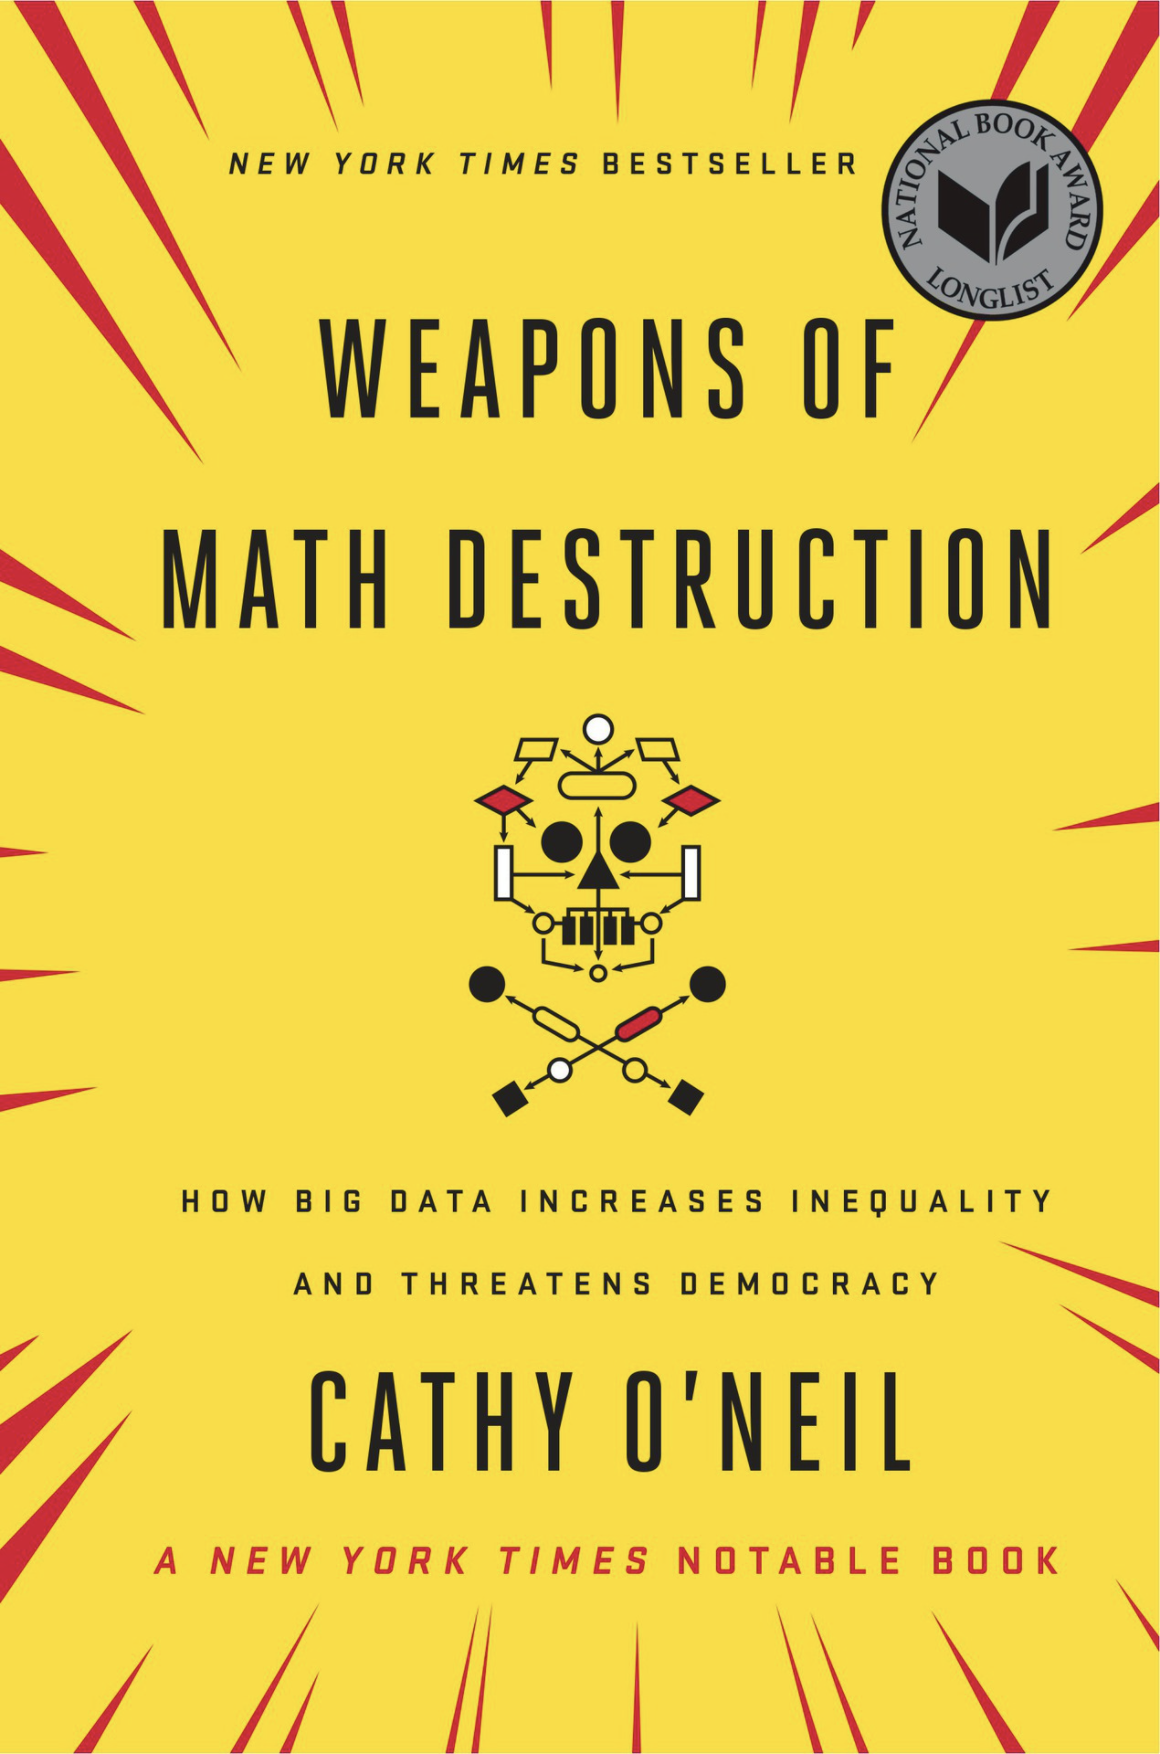 NEW YORK TIMES BESTSELLER
NATIONAL BOOK AWARD
LONGLIST
WEAPONS OF
MATH DESTRUCTION
HOW BIG DATA INCREASES INEQUALITY
AND THREATENS DEMOCRACY
CATHY O'NEIL
A NEW YORK TIMES NOTABLE BOOK